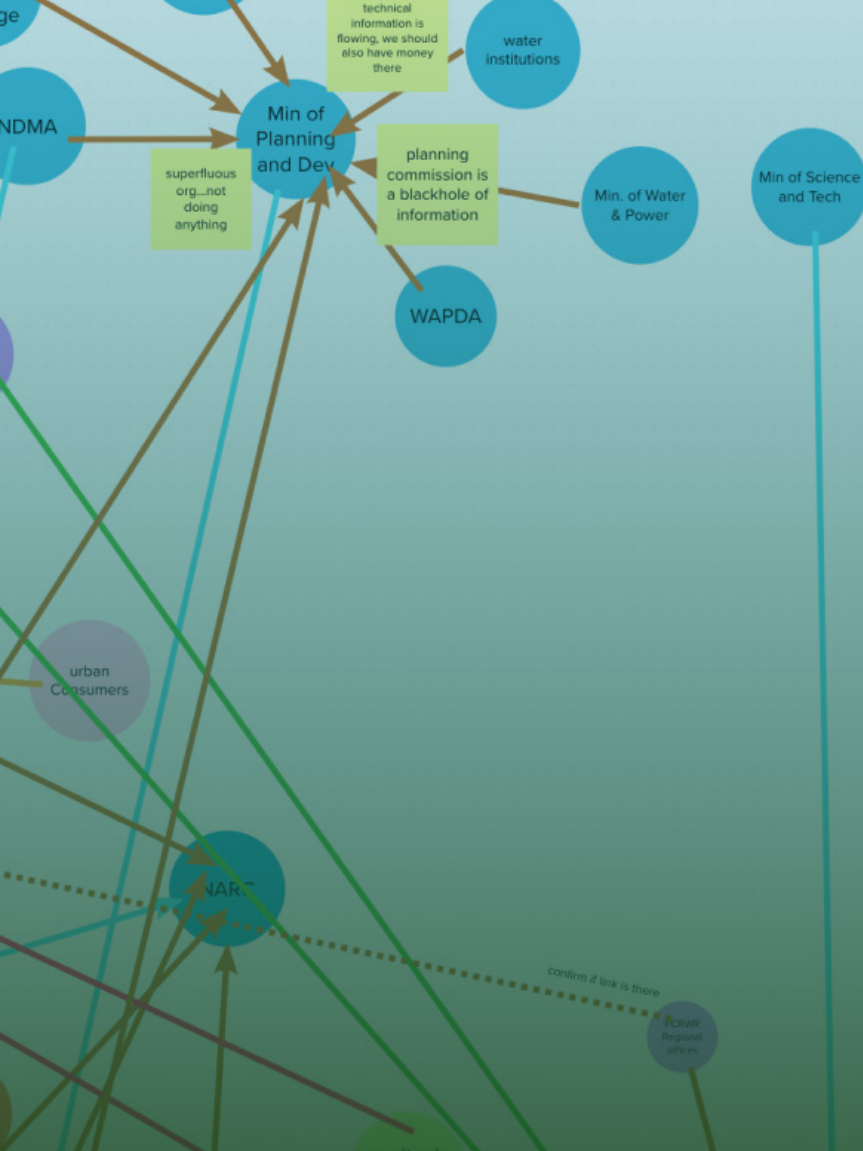 ge
technical
information is
flowing, we should
also have money
there
water
institutions
NDMA
Min of
Planning
and Dev
planning
commission is
a blackhole of
information
superfluous
org...not
doing
anything
Min. of Water
& Power
Min of Science
and Tech
WAPDA
urban
Consumers
NARC
confirm if link is there
PCRWR
Regional
offices